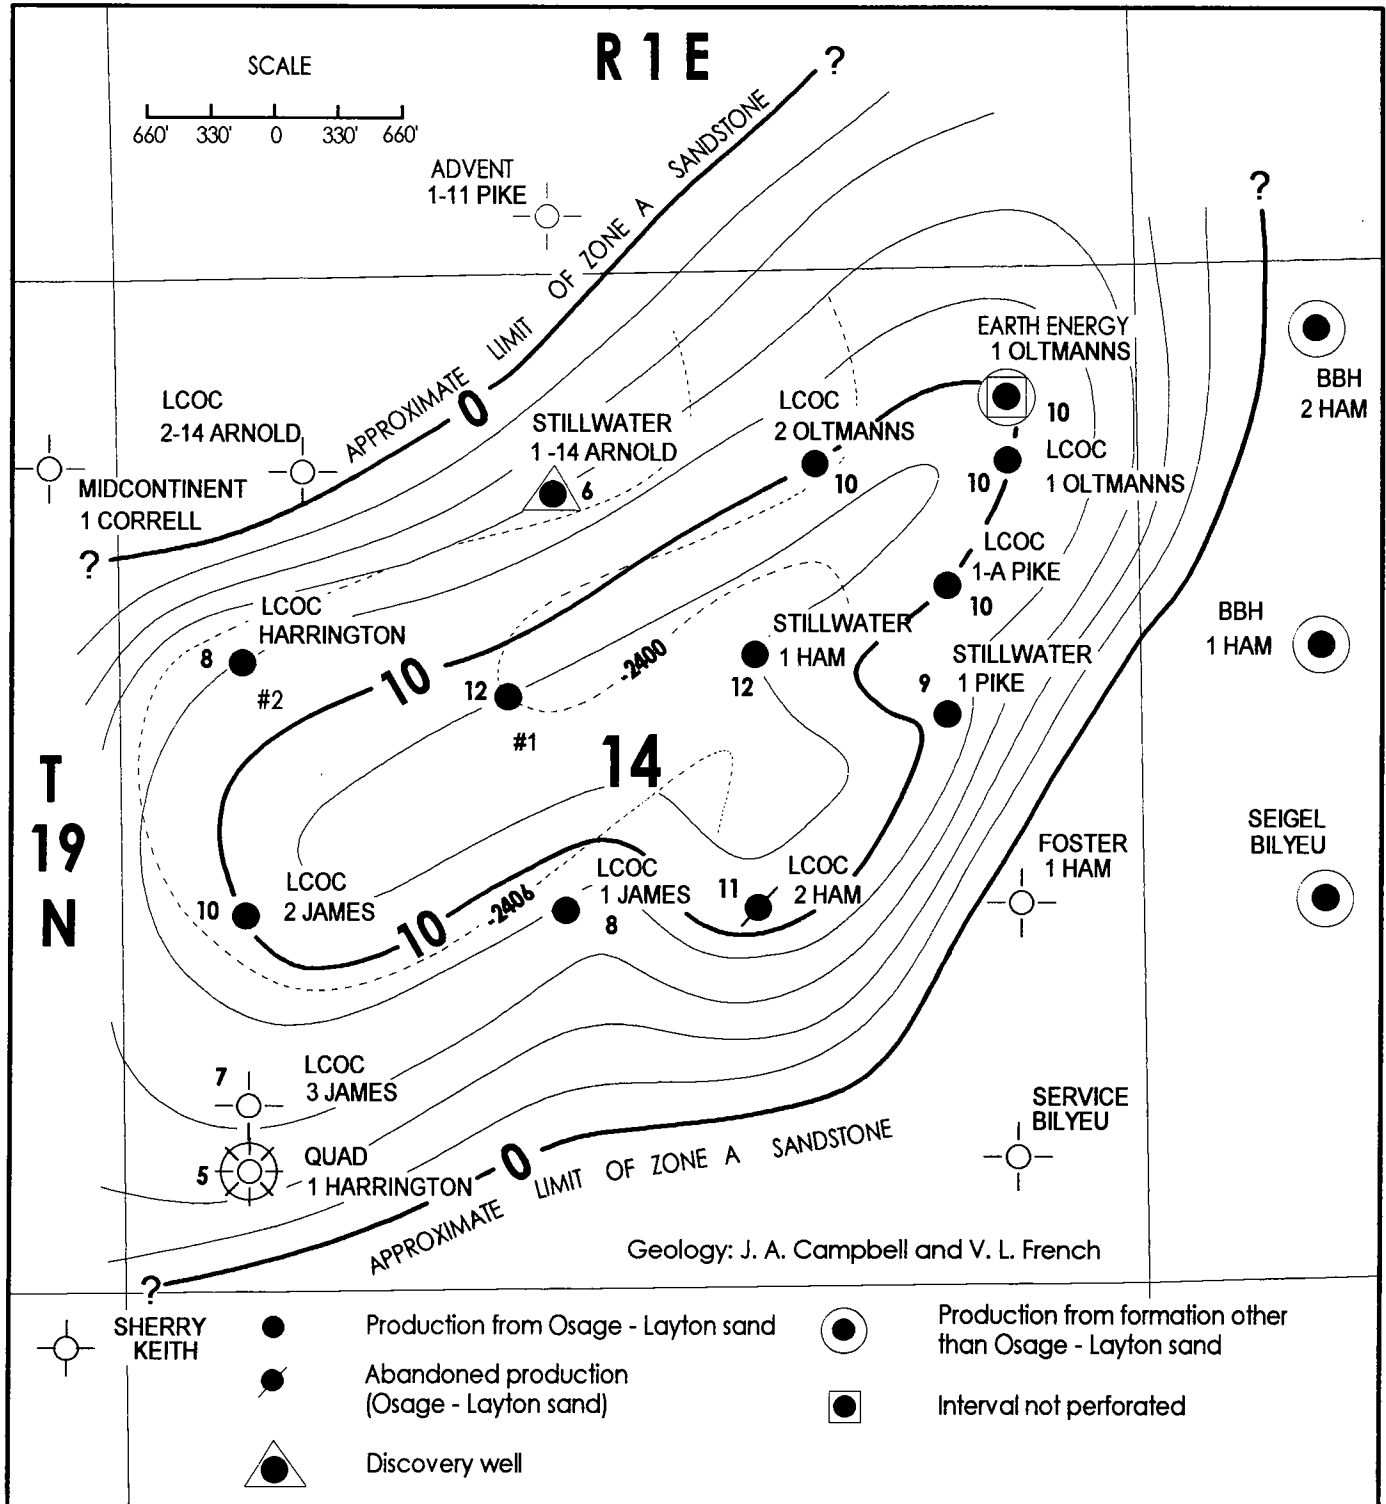 R 1 E
SCALE
660' 330' 0 330' 660'
?
ADVENT
1-11 PIKE
APPROXIMATE LIMIT OF ZONE A SANDSTONE
?
EARTH ENERGY
1 OLTMANNS
10
BBH
2 HAM
LCOC
2-14 ARNOLD
0
STILLWATER
1-14 ARNOLD
6
LCOC
2 OLTMANNS
10
LCOC
1 OLTMANNS
10
MIDCONTINENT
1 CORRELL
?
LCOC
1-A PIKE
10
LCOC
HARRINGTON
8
#2
10
12
#1
-2400
STILLWATER
1 HAM
12
STILLWATER
1 PIKE
9
BBH
1 HAM
T
19
N
14
SEIGEL
BILYEU
FOSTER
1 HAM
LCOC
2 JAMES
10
10
-2406
LCOC
1 JAMES
8
11
LCOC
2 HAM
7
LCOC
3 JAMES
5
QUAD
1 HARRINGTON
0
SERVICE
BILYEU
APPROXIMATE LIMIT OF ZONE A SANDSTONE
Geology: J. A. Campbell and V. L. French
?
SHERRY
KEITH
Production from Osage - Layton sand
Abandoned production
(Osage - Layton sand)
Discovery well
Production from formation other
than Osage - Layton sand
Interval not perforated